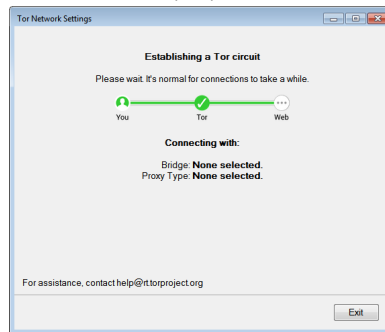 Tor Network Settings
Establishing a Tor circuit
Please wait. It's normal for connections to take a while.
You Tor Web
Connecting with:
Bridge: None selected.
Proxy Type: None selected.
For assistance, contact help@rt.torproject.org
Exit